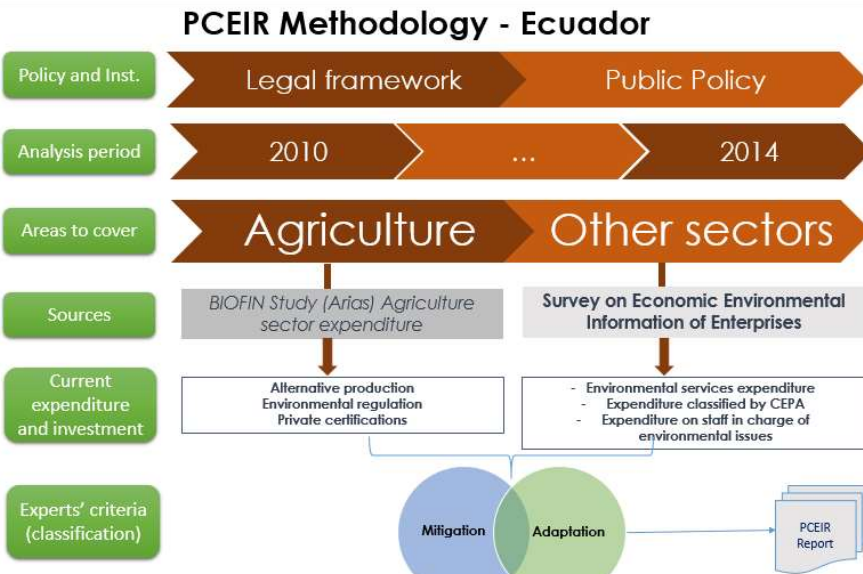 PCEIR Methodology - Ecuador
Policy and Inst.
Legal framework
Public Policy
Analysis period
2010
...
2014
Areas to cover
Agriculture
Other sectors
Sources
BIOFIN Study (Arias) Agriculture
sector expenditure
Survey on Economic Environmental
Information of Enterprises
Current
expenditure
and investment
Alternative production
Environmental regulation
Private certifications
- Environmental services expenditure
- Expenditure classified by CEPA
- Expenditure on staff in charge of
environmental issues
Experts' criteria
(classification)
Mitigation
Adaptation
PCEIR
Report